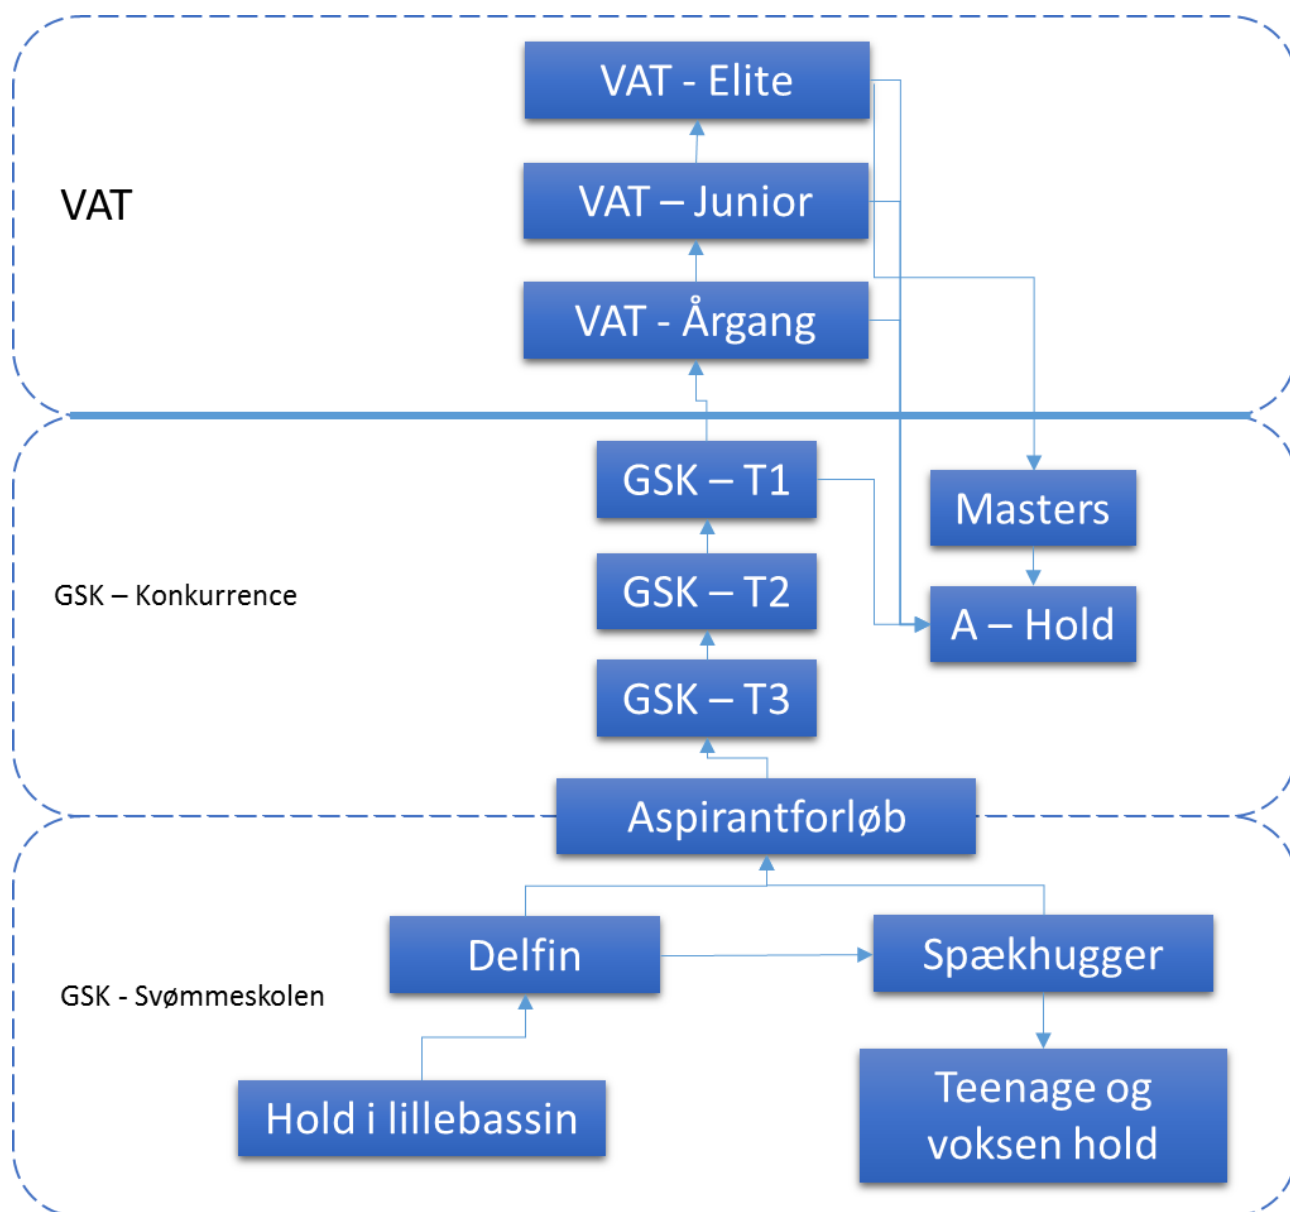 VAT - Elite
VAT – Junior
VAT
VAT - Årgang
GSK – T1
Masters
GSK – T2
GSK – Konkurrence
A – Hold
GSK – T3
Aspirantforløb
Delfin
Spækhugger
GSK - Svømmeskolen
Hold i lillebassin
Teenage og
voksen hold